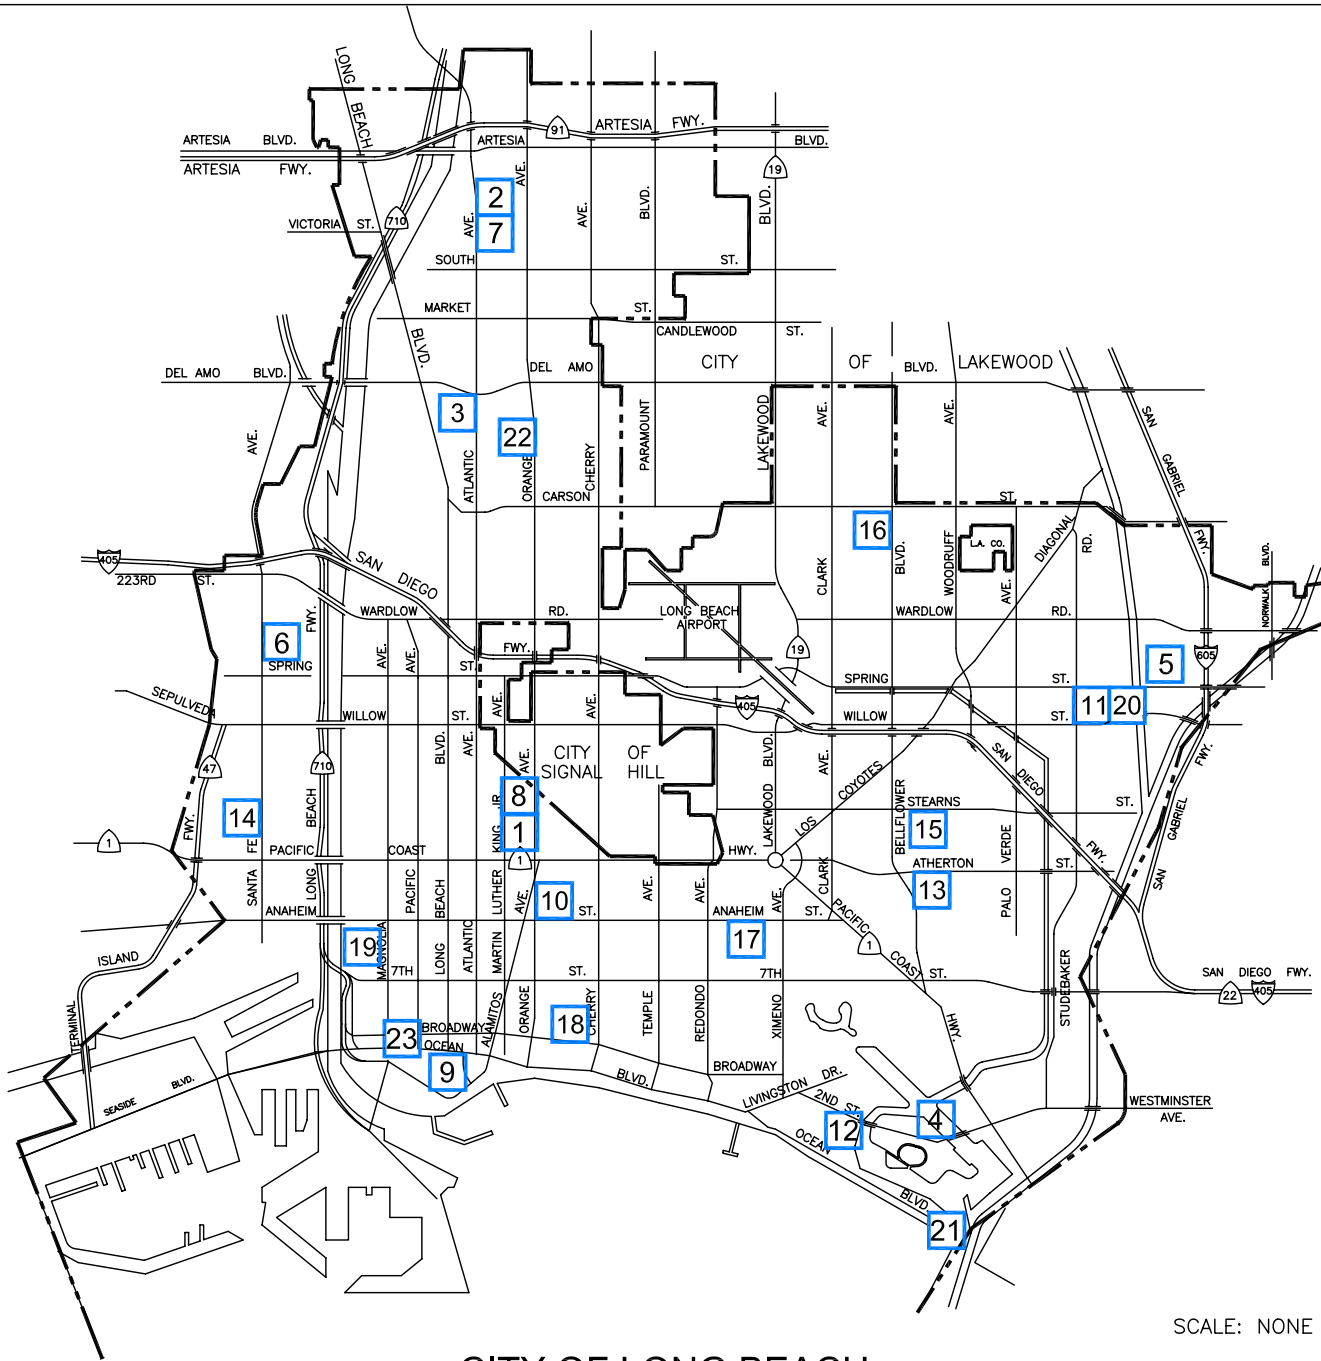 LONG BEACH BLVD.
ARTESIA BLVD.
ARTESIA FWY.
91
ARTESIA FWY.
ARTESIA BLVD.
19
BLVD.
AVE.
2
7
AVE.
AVE.
BLVD.
710
VICTORIA ST.
SOUTH ST.
MARKET ST.
CANDLEWOOD ST.
CITY OF LAKEWOOD
DEL AMO BLVD.
DEL AMO
BLVD.
3
22
AVE.
ATLANTIC
ORANGE
CHERRY
PARAMOUNT
LAKEWOOD
AVE.
AVE.
SAN GABRIEL FWY.
CARSON ST.
16
L.A. CO.
DIAGONAL
RD.
CLARK
BLVD.
WOODRUFF
AVE.
405
SAN DIEGO
223RD ST.
WARDLOW RD.
LONG BEACH
AIRPORT
WARDLOW RD.
NORWALK BLVD.
6
FWY.
AVE.
AVE.
SPRING
ST.
FWY.
19
5
605
SPRING ST.
11
20
SEPULVEDA
WILLOW ST.
405
WILLOW ST.
AVE.
AVE.
BLVD.
AVE.
AVE.
CITY OF
SIGNAL HILL
BLVD.
AVE.
SAN DIEGO FWY.
FWY.
47
710
8
1
14
FWY.
BEACH
KING JR
LAKEWOOD
LOS COYOTES
BELLFLOWER
STEARNS ST.
15
SAN GABRIEL
1
PACIFIC COAST HWY.
1
FE
SANTA
LONG
PACIFIC
BEACH
LUTHER
AVE.
AVE.
AVE.
AVE.
CLARK
ATHERTON ST.
13
VERDE
PALO
10
ANAHEIM ST.
ANAHEIM ST.
PACIFIC
1
COAST
HWY.
17
19
MAGNOLIA
LONG
ATLANTIC
MARTIN
ISLAND
TERMINAL
7TH ST.
7TH ST.
SAN DIEGO FWY.
22
405
STUDEBAKER
ALAMITOS
ORANGE
18
CHERRY
TEMPLE
REDONDO
XIMENO
23
BROADWAY
OCEAN
BLVD.
9
BROADWAY
LIVINGSTON DR.
2ND ST.
12
4
WESTMINSTER
AVE.
SEASIDE BLVD.
OCEAN BLVD.
21
SCALE: NONE
CITY OF LONG BEACH